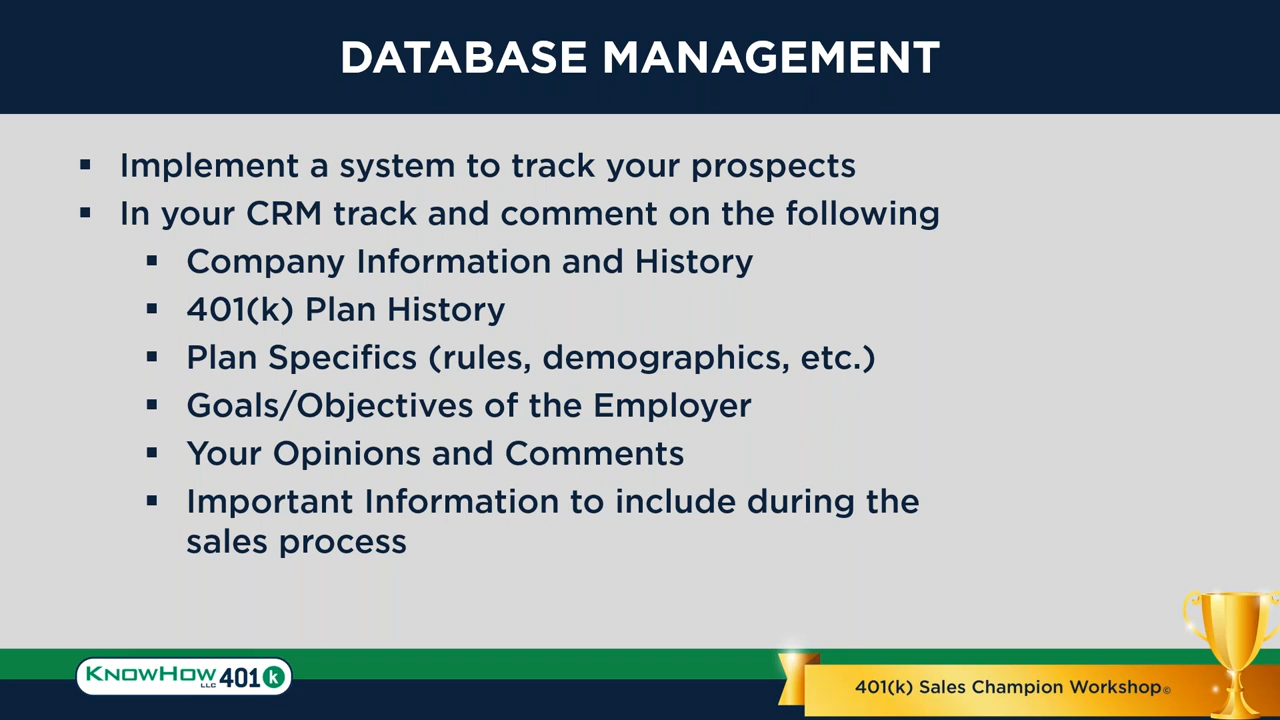 DATABASE MANAGEMENT
▪ Implement a system to track your prospects
▪ In your CRM track and comment on the following
▪ Company Information and History
▪ 401(k) Plan History
▪ Plan Specifics (rules, demographics, etc.)
▪ Goals/Objectives of the Employer
▪ Your Opinions and Comments
▪ Important Information to include during the
sales process
KNOWHOW LLC 401 k
401(k) Sales Champion Workshop©